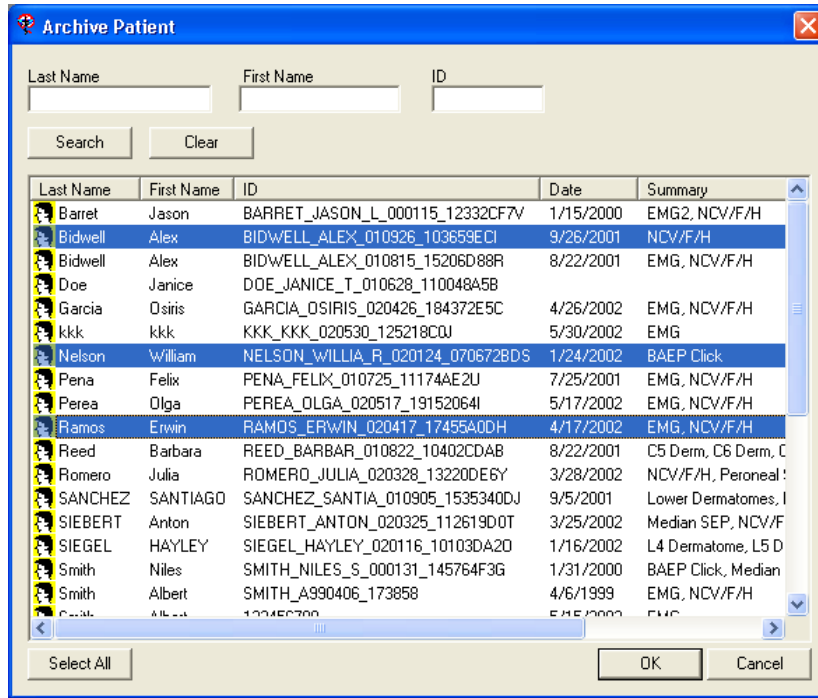 Archive Patient
Last Name First Name ID
Search Clear
Last Name First Name ID Date Summary
Barret Jason BARRET_JASON_L_000115_12332CF7V 1/15/2000 EMG2, NCV/F/H
Bidwell Alex BIDWELL_ALEX_010926_103659ECI 9/26/2001 NCV/F/H
Bidwell Alex BIDWELL_ALEX_010815_15206D88R 8/22/2001 EMG, NCV/F/H
Doe Janice DOE_JANICE_T_010628_110048A5B
Garcia Osiris GARCIA_OSIRIS_020426_184372E5C 4/26/2002 EMG, NCV/F/H
kkk kkk KKK_KKK_020530_125218C0J 5/30/2002 EMG
Nelson William NELSON_WILLIA_R_020124_070672BDS 1/24/2002 BAEP Click
Pena Felix PENA_FELIX_010725_11174AE2U 7/25/2001 EMG, NCV/F/H
Perea Olga PEREA_OLGA_020517_19152064I 5/17/2002 EMG, NCV/F/H
Ramos Erwin RAMOS_ERWIN_020417_17455A0DH 4/17/2002 EMG, NCV/F/H
Reed Barbara REED_BARBAR_010822_10402CDAB 8/22/2001 C5 Derm, C6 Derm,
Romero Julia ROMERO_JULIA_020328_13220DE6Y 3/28/2002 NCV/F/H, Peroneal
SANCHEZ SANTIAGO SANCHEZ_SANTIA_010905_1535340DJ 9/5/2001 Lower Dermatomes,
SIEBERT Anton SIEBERT_ANTON_020325_112619D0T 3/25/2002 Median SEP, NCV/F
SIEGEL HAYLEY SIEGEL_HAYLEY_020116_10103DA20 1/16/2002 L4 Dermatome, L5 D
Smith Niles SMITH_NILES_S_000131_145764F3G 1/31/2000 BAEP Click, Median
Smith Albert SMITH_A990406_173858 4/6/1999 EMG, NCV/F/H
Select All OK Cancel